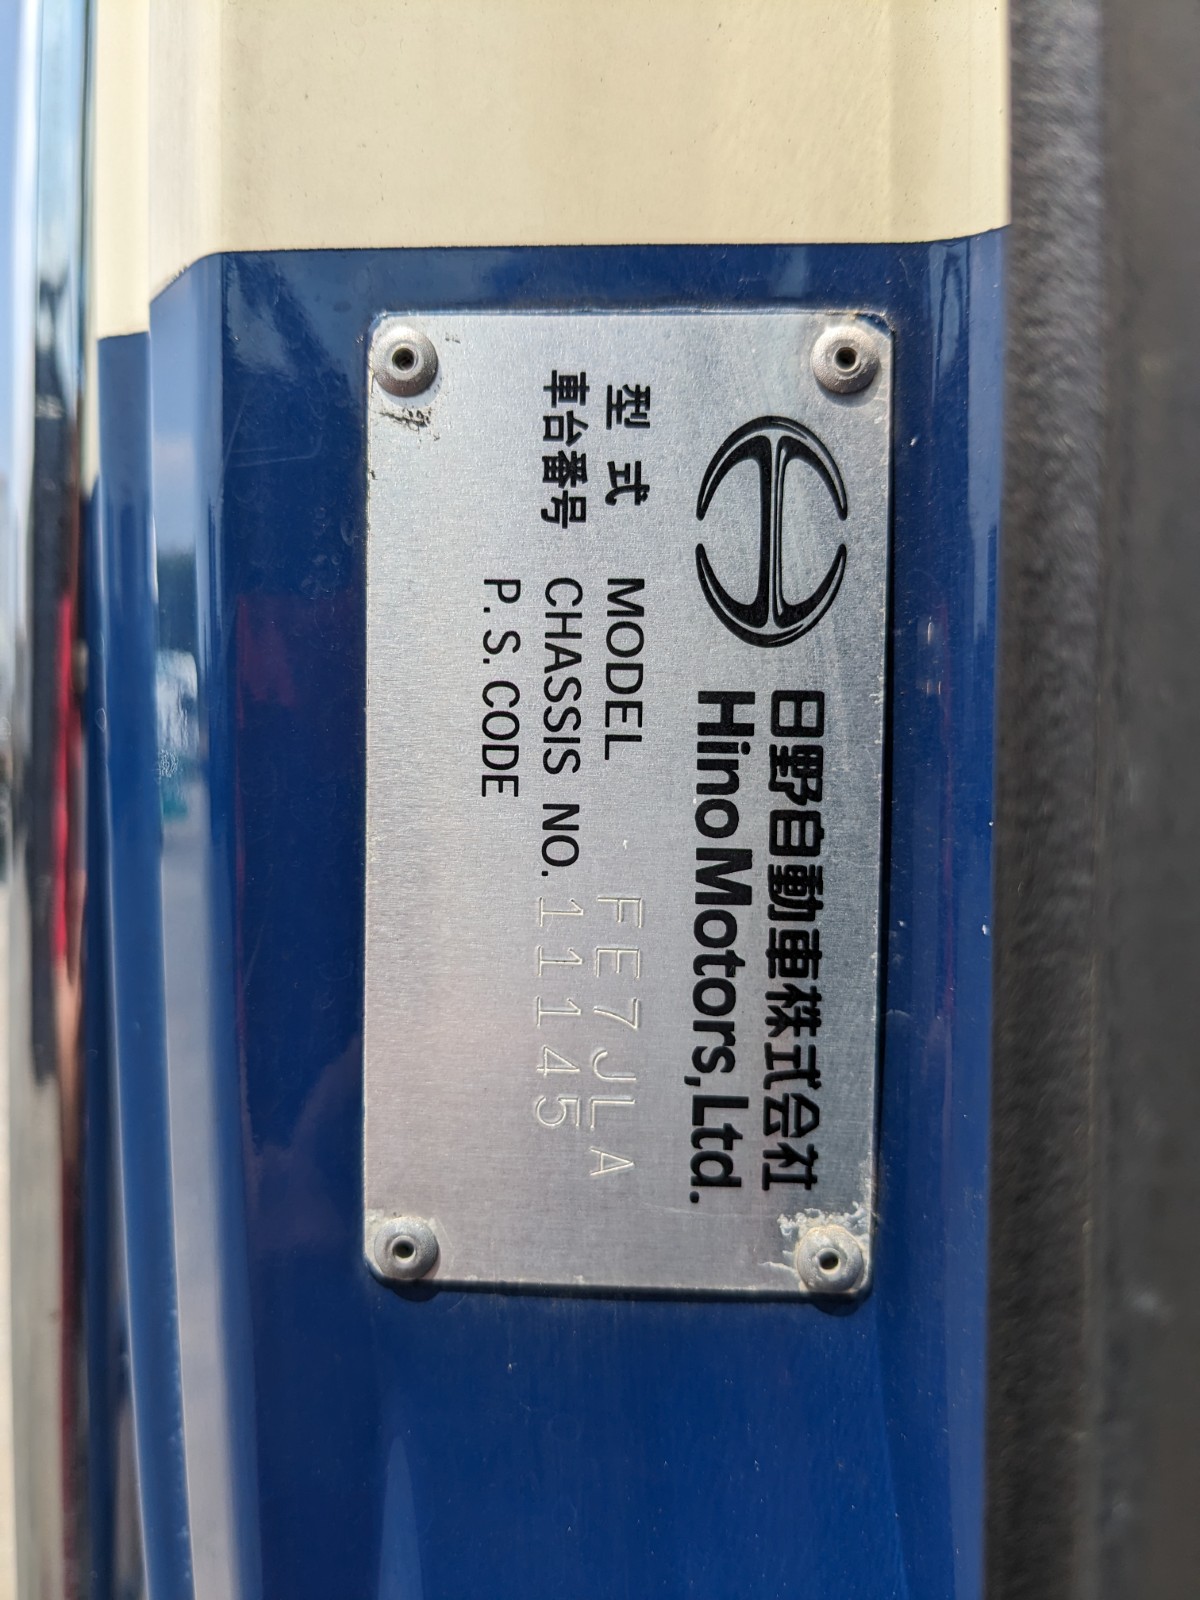 日野自動車株式会社
Hino Motors, Ltd.
型式 MODEL FE7JLA
車台番号 CHASSIS NO. 11145
P.S.CODE